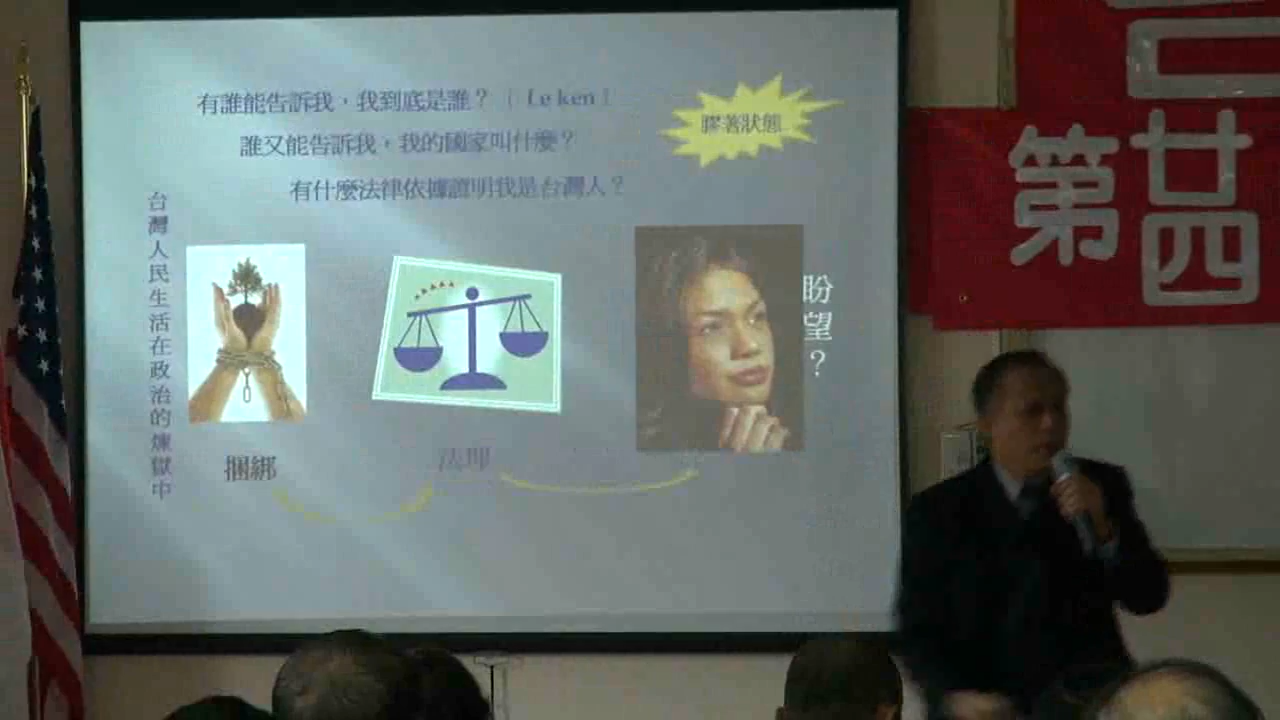 有誰能告訴我,我到底是誰?〔Le ken〕
誰又能告訴我,我的國家叫什麼?
有什麼法律依據證明我是台灣人?
膠著狀態
台灣人民生活在政治的煉獄中
捆綁
法理
盼望?
第廿四